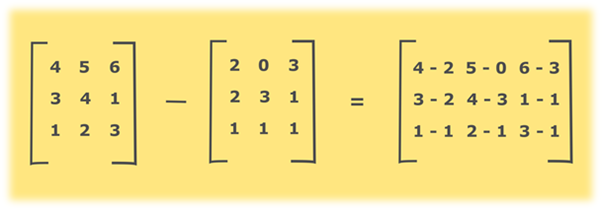 4 5 6 2 0 3 4 - 2 5 - 0 6 - 3
3 4 1 — 2 3 1 = 3 - 2 4 - 3 1 - 1
1 2 3 1 1 1 1 - 1 2 - 1 3 - 1